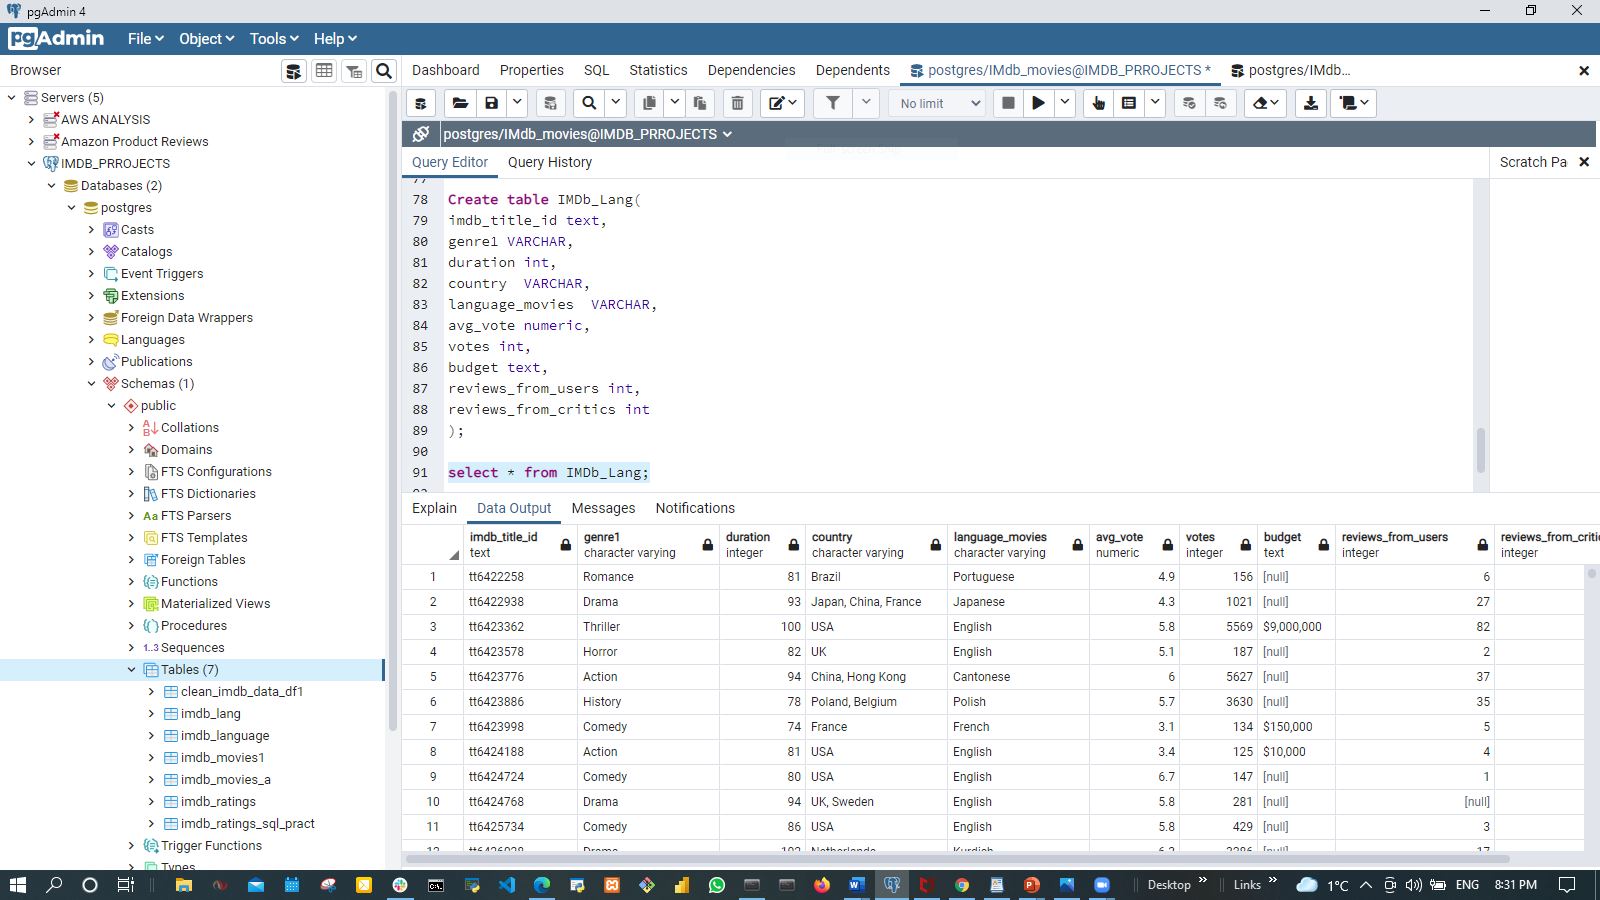 pgAdmin 4
pgAdmin File Object Tools Help
Browser
Dashboard Properties SQL Statistics Dependencies Dependents postgres/IMdb_movies@IMDB_PRROJECTS * postgres/IMdb...
No limit
postgres/IMdb_movies@IMDB_PRROJECTS
Query Editor Query History
Scratch Pa
Servers (5)
AWS ANALYSIS
Amazon Product Reviews
IMDB_PRROJECTS
Databases (2)
postgres
Casts
Catalogs
Event Triggers
Extensions
Foreign Data Wrappers
Languages
Publications
Schemas (1)
public
Collations
Domains
FTS Configurations
FTS Dictionaries
Aa FTS Parsers
FTS Templates
Foreign Tables
Functions
Materialized Views
Procedures
1..3 Sequences
Tables (7)
clean_imdb_data_df1
imdb_lang
imdb_language
imdb_movies1
imdb_movies_a
imdb_ratings
imdb_ratings_sql_pract
Trigger Functions
Types
77
78 Create table IMDb_Lang(
79 imdb_title_id text,
80 genre1 VARCHAR,
81 duration int,
82 country  VARCHAR,
83 language_movies  VARCHAR,
84 avg_vote numeric,
85 votes int,
86 budget text,
87 reviews_from_users int,
88 reviews_from_critics int
89 );
90
91 select * from IMDb_Lang;
Explain Data Output Messages Notifications
imdb_title_id genre1 duration country language_movies avg_vote votes budget reviews_from_users reviews_from_critic
text character varying integer character varying character varying numeric integer text integer integer
1 tt6422258 Romance 81 Brazil Portuguese 4.9 156 [null] 6
2 tt6422938 Drama 93 Japan, China, France Japanese 4.3 1021 [null] 27
3 tt6423362 Thriller 100 USA English 5.8 5569 $9,000,000 82
4 tt6423578 Horror 82 UK English 5.1 187 [null] 2
5 tt6423776 Action 94 China, Hong Kong Cantonese 6 5627 [null] 37
6 tt6423886 History 78 Poland, Belgium Polish 5.7 3630 [null] 35
7 tt6423998 Comedy 74 France French 3.1 134 $150,000 5
8 tt6424188 Action 81 USA English 3.4 125 $10,000 4
9 tt6424724 Comedy 80 USA English 6.7 147 [null] 1
10 tt6424768 Drama 94 UK, Sweden English 5.8 281 [null] [null]
11 tt6425734 Comedy 86 USA English 5.8 429 [null] 3
Desktop Links 1°C ENG 8:31 PM